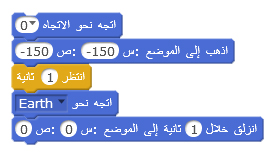 اتجه نحو الاتجاه 0
اذهب إلى الموضع س: -150 ص: -150
انتظر 1 ثانية
اتجه نحو Earth
انزلق خلال 1 ثانية إلى الموضع س: 0 ص: 0